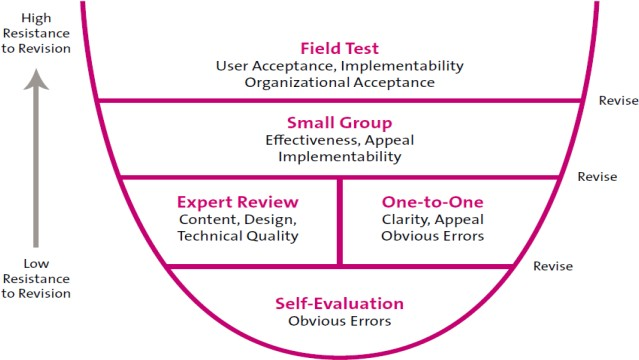 High
Resistance
to Revision
Field Test
User Acceptance, Implementability
Organizational Acceptance
Revise
Small Group
Effectiveness, Appeal
Implementability
Revise
Expert Review
Content, Design,
Technical Quality
One-to-One
Clarity, Appeal
Obvious Errors
Revise
Low
Resistance
to Revision
Self-Evaluation
Obvious Errors